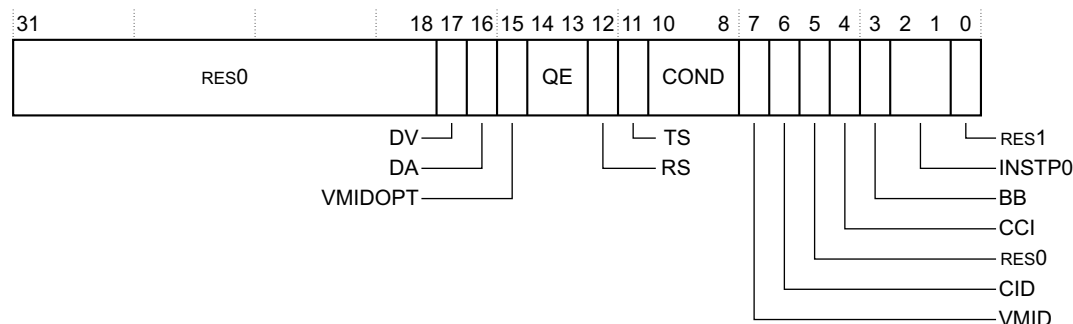 31 18 17 16 15 14 13 12 11 10 8 7 6 5 4 3 2 1 0
RES0 QE COND
DV TS RES1
DA RS INSTP0
VMIDOPT BB
CCI
RES0
CID
VMID